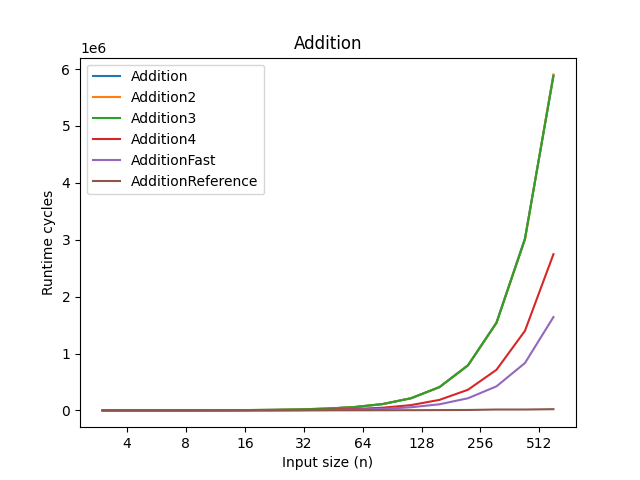 Addition
1e6
6
5
4
3
2
1
0
Runtime cycles
Addition
Addition2
Addition3
Addition4
AdditionFast
AdditionReference
4 8 16 32 64 128 256 512
Input size (n)